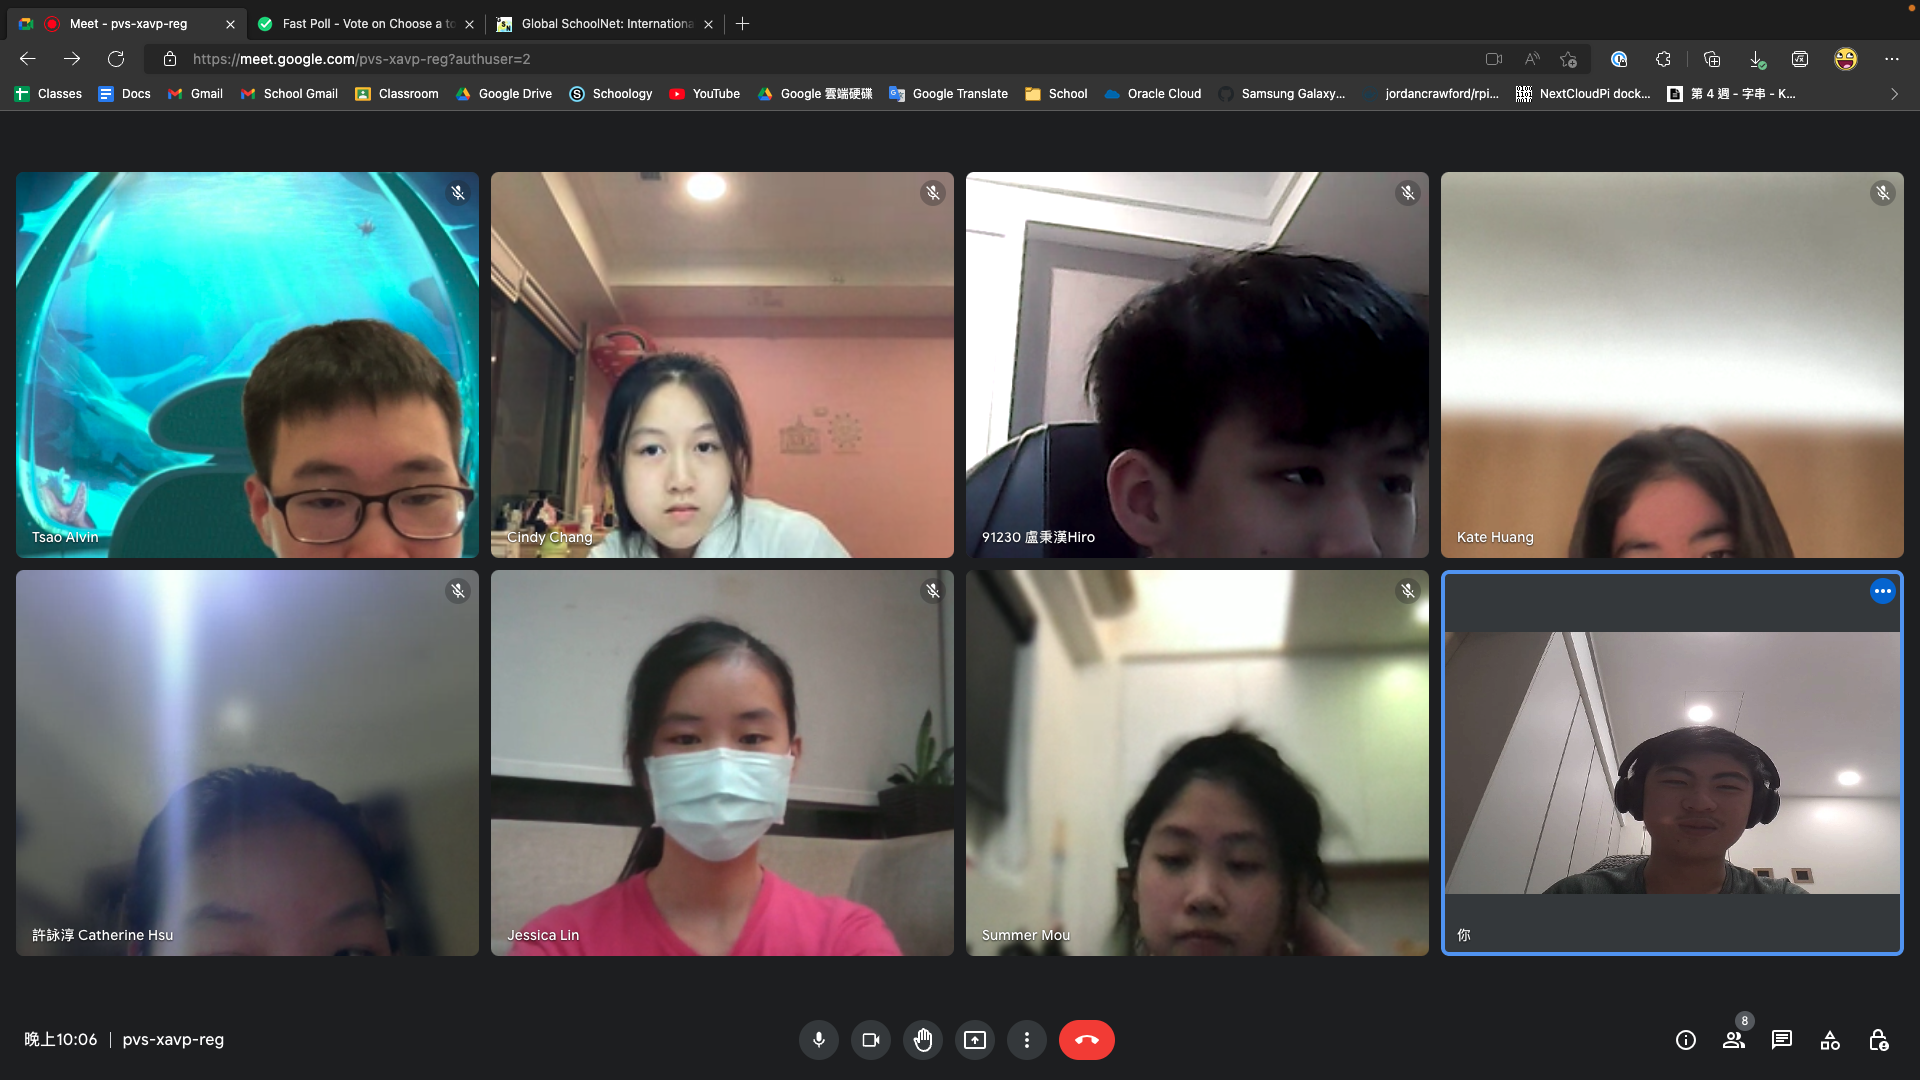 Meet - pvs-xavp-reg
Fast Poll - Vote on Choose a to
Global SchoolNet: Internationa
https://meet.google.com/pvs-xavp-reg?authuser=2
Classes
Docs
Gmail
School Gmail
Classroom
Google Drive
Schoology
YouTube
Google 雲端硬碟
Google Translate
School
Oracle Cloud
Samsung Galaxy...
jordancrawford/rpi...
NextCloudPi dock...
第 4 週 - 字串 - K...
Tsao Alvin
Cindy Chang
91230 盧秉漢Hiro
Kate Huang
許詠淳 Catherine Hsu
Jessica Lin
Summer Mou
你
晚上10:06 | pvs-xavp-reg
8